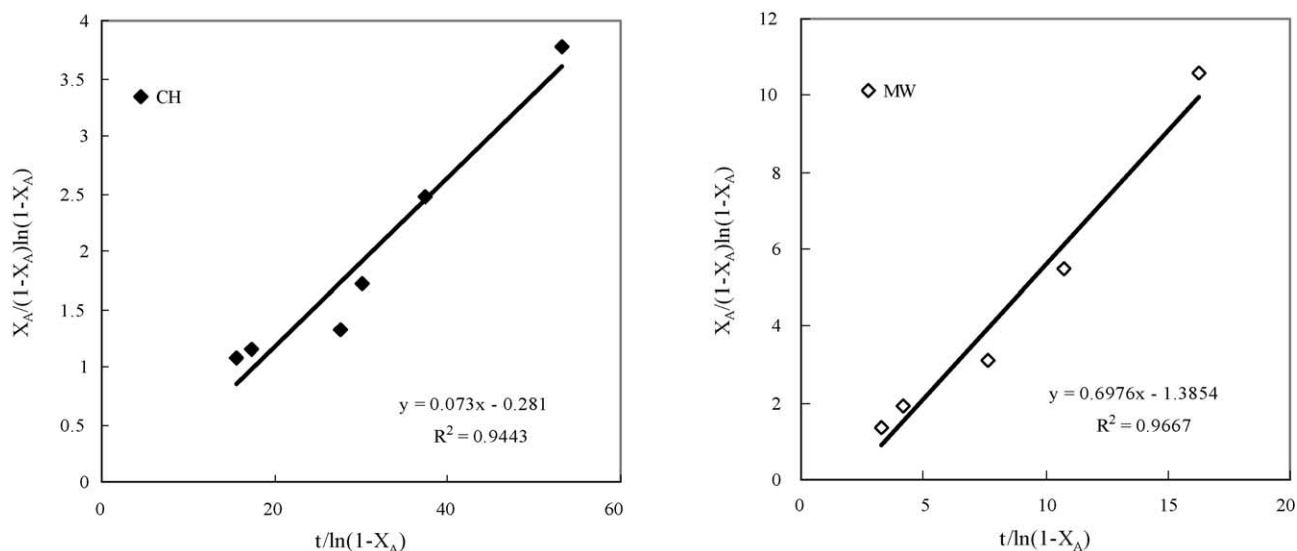 4
3.5
3
2.5
2
1.5
1
0.5
0
0
20
40
60
X_A/(1-X_A)ln(1-X_A)
t/ln(1-X_A)
CH
y = 0.073x - 0.281
R² = 0.9443
12
10
8
6
4
2
0
0
5
10
15
20
X_A/(1-X_A)ln(1-X_A)
t/ln(1-X_A)
MW
y = 0.6976x - 1.3854
R² = 0.9667